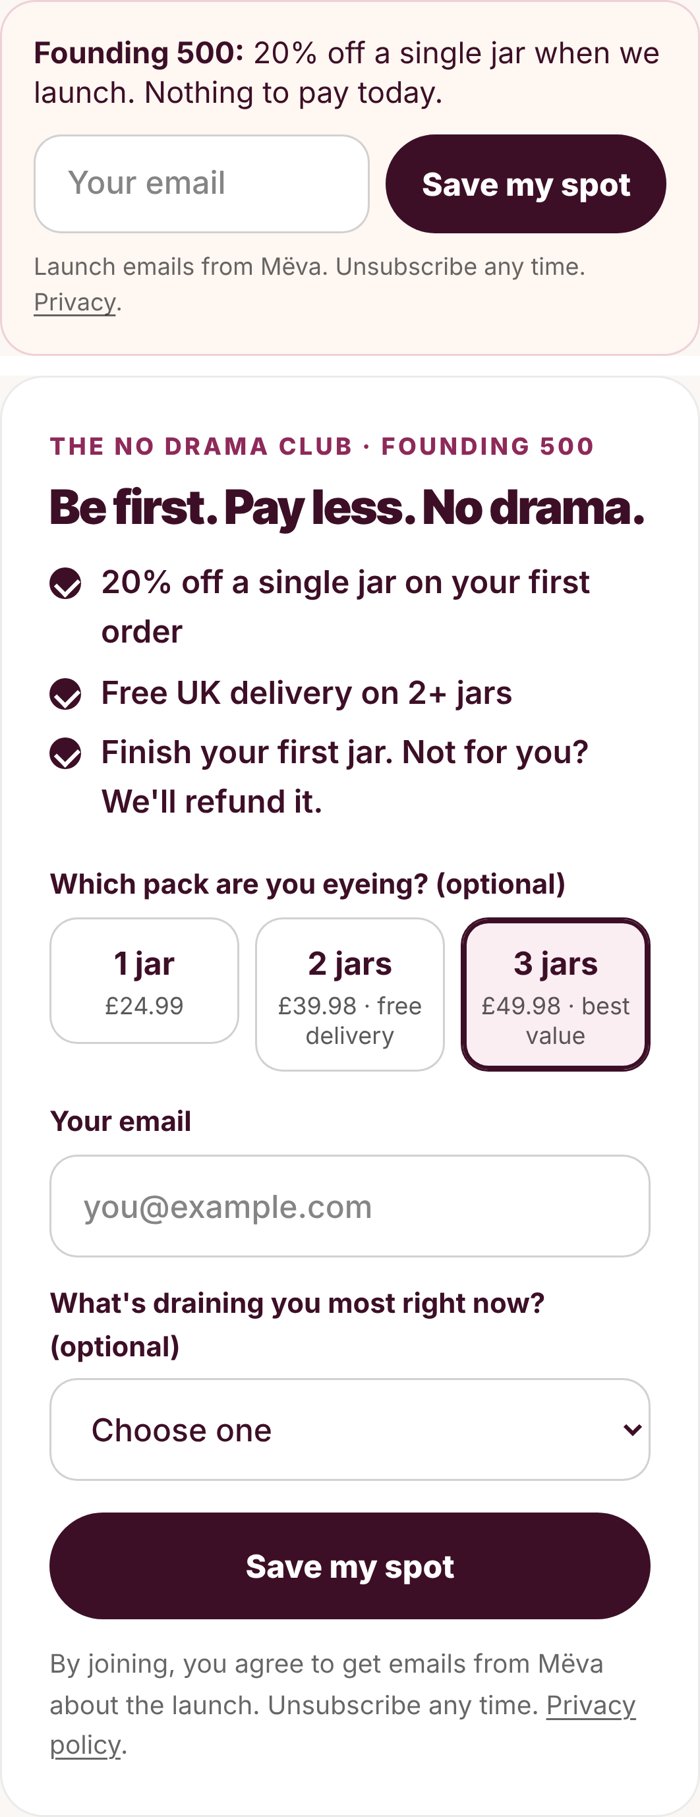 Founding 500: 20% off a single jar when we
launch. Nothing to pay today.
Your email
Save my spot
Launch emails from Mëva. Unsubscribe any time.
Privacy.
THE NO DRAMA CLUB · FOUNDING 500
Be first. Pay less. No drama.
20% off a single jar on your first
order
Free UK delivery on 2+ jars
Finish your first jar. Not for you?
We'll refund it.
Which pack are you eyeing? (optional)
1 jar
£24.99
2 jars
£39.98 · free
delivery
3 jars
£49.98 · best
value
Your email
you@example.com
What's draining you most right now?
(optional)
Choose one
Save my spot
By joining, you agree to get emails from Mëva
about the launch. Unsubscribe any time. Privacy
policy.